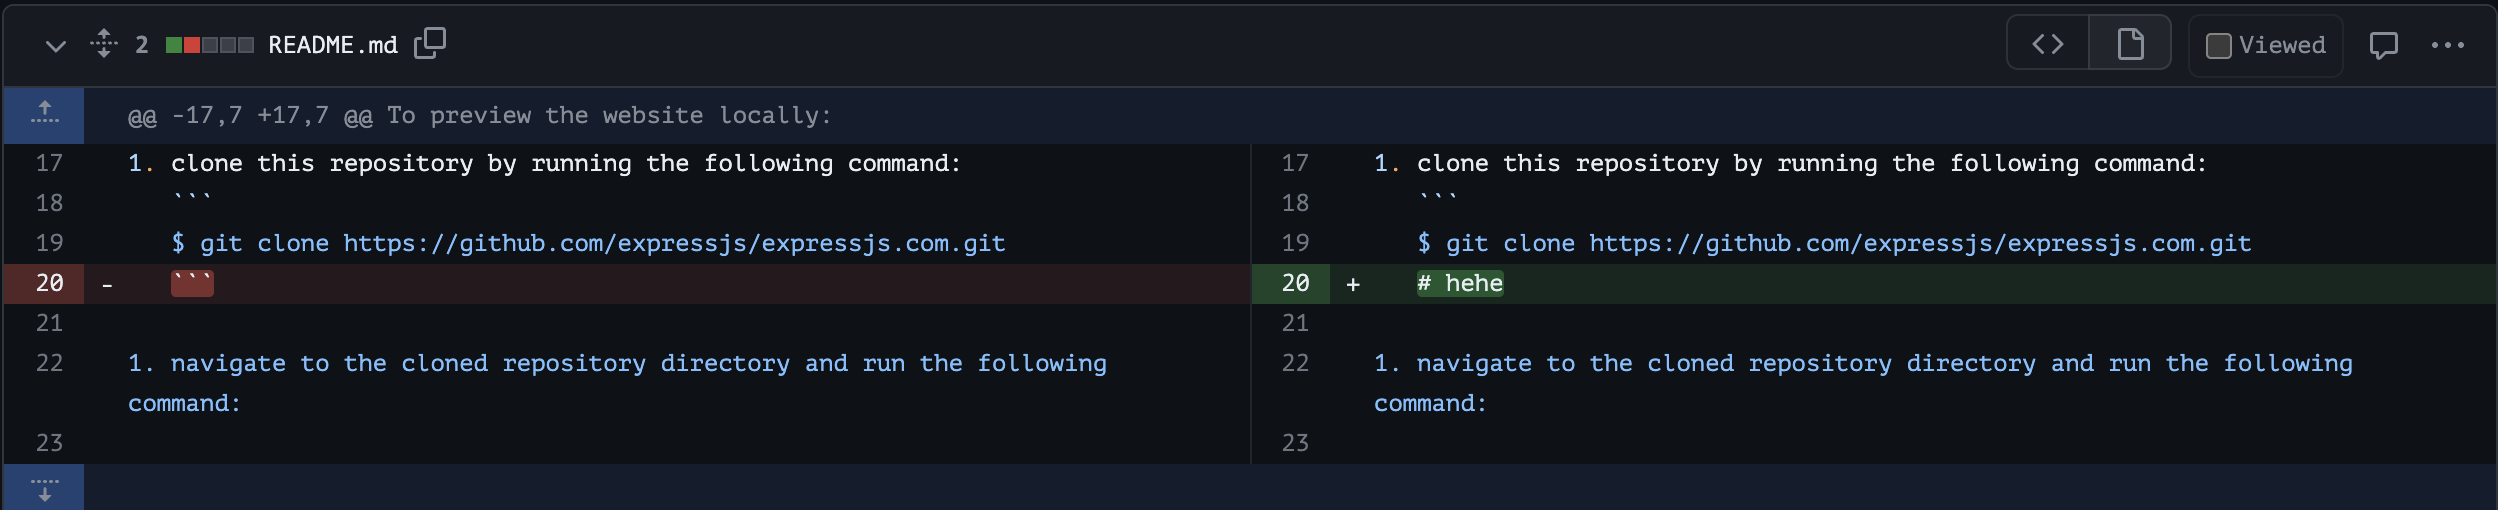 2 README.md Viewed
@@ -17,7 +17,7 @@ To preview the website locally:
17 1. clone this repository by running the following command:
18 ```
19 $ git clone https://github.com/expressjs/expressjs.com.git
20 - ```
21
22 1. navigate to the cloned repository directory and run the following
command:
23
17 1. clone this repository by running the following command:
18 ```
19 $ git clone https://github.com/expressjs/expressjs.com.git
20 + # hehe
21
22 1. navigate to the cloned repository directory and run the following
command:
23